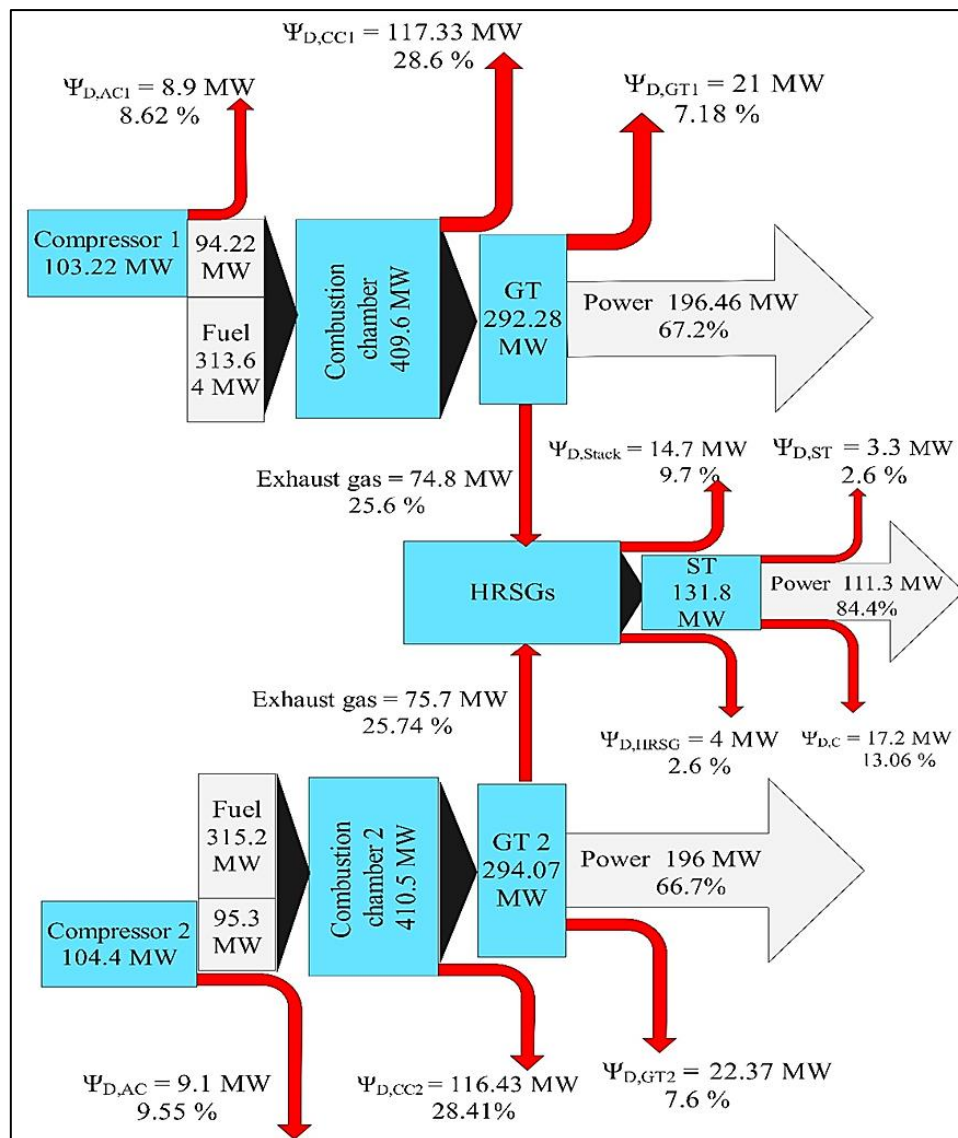 ΨD,CC1 = 117.33 MW
28.6 %
ΨD,AC1 = 8.9 MW
8.62 %
ΨD,GT1 = 21 MW
7.18 %
Compressor 1
103.22 MW
94.22
MW
Fuel
313.6
4 MW
Combustion
chamber
409.6 MW
GT
292.28
MW
Power 196.46 MW
67.2%
Exhaust gas = 74.8 MW
25.6 %
ΨD,Stack = 14.7 MW
9.7 %
ΨD,ST = 3.3 MW
2.6 %
HRSGs
ST
131.8
MW
Power 111.3 MW
84.4%
Exhaust gas = 75.7 MW
25.74 %
ΨD,HRSG = 4 MW
2.6 %
ΨD,C = 17.2 MW
13.06 %
Fuel
315.2
MW
95.3
MW
Compressor 2
104.4 MW
Combustion
chamber 2
410.5 MW
GT 2
294.07
MW
Power 196 MW
66.7%
ΨD,AC = 9.1 MW
9.55 %
ΨD,CC2 = 116.43 MW
28.41%
ΨD,GT2 = 22.37 MW
7.6 %